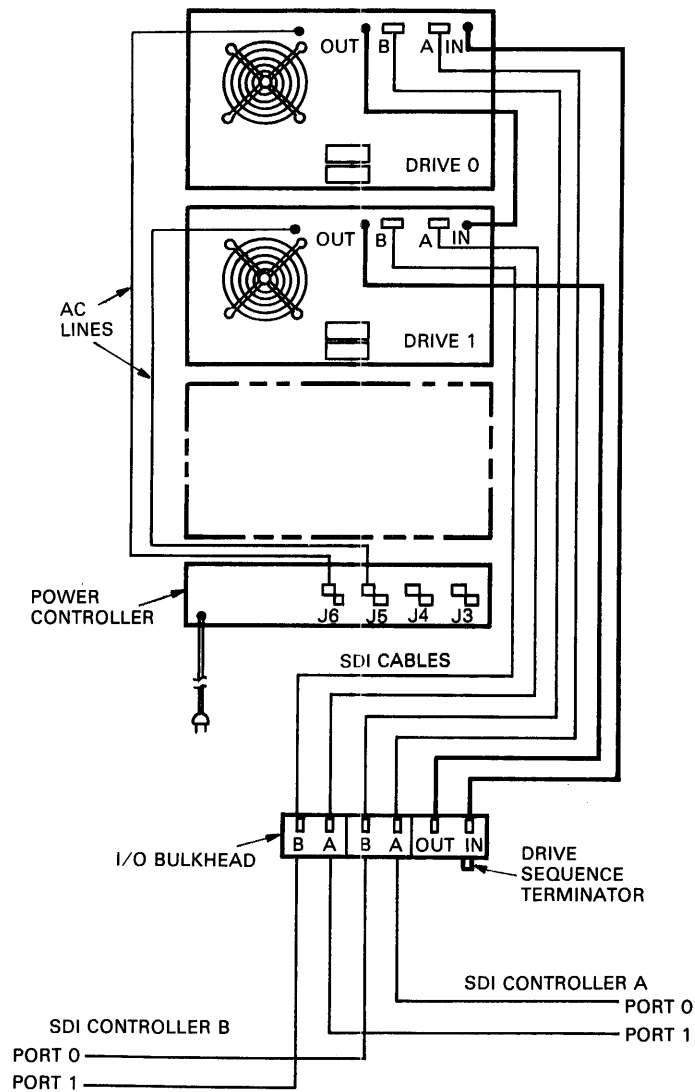 OUT B A IN
DRIVE 0
OUT B A IN
DRIVE 1
AC
LINES
POWER
CONTROLLER
J6 J5 J4 J3
SDI CABLES
I/O BULKHEAD
B A B A OUT IN
DRIVE
SEQUENCE
TERMINATOR
SDI CONTROLLER A
PORT 0
PORT 1
SDI CONTROLLER B
PORT 0
PORT 1